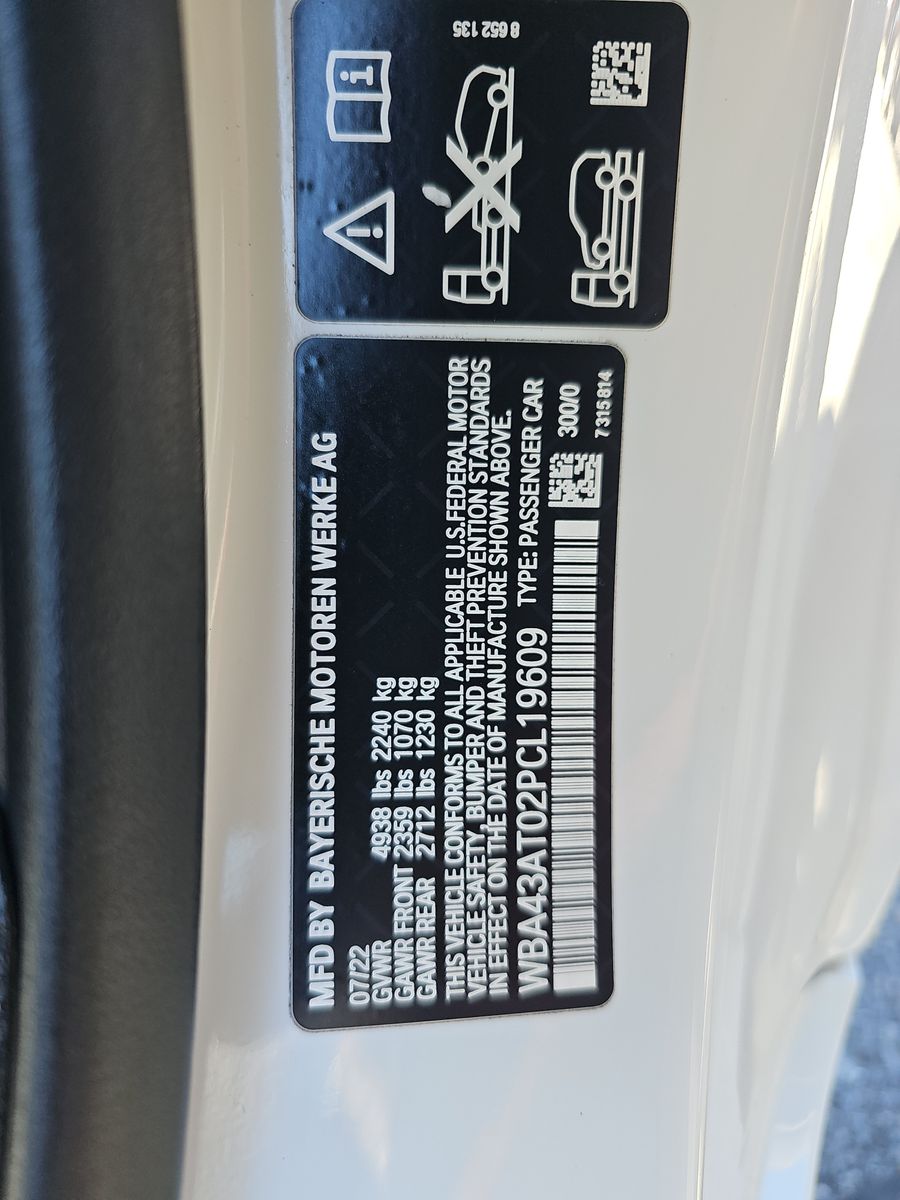 MFD BY BAYERISCHE MOTOREN WERKE AG
07/22
GVWR 4938 lbs 2240 kg
GAWR FRONT 2359 lbs 1070 kg
GAWR REAR 2712 lbs 1230 kg
THIS VEHICLE CONFORMS TO ALL APPLICABLE U.S.FEDERAL MOTOR
VEHICLE SAFETY, BUMPER AND THEFT PREVENTION STANDARDS
IN EFFECT ON THE DATE OF MANUFACTURE SHOWN ABOVE.
WBA43AT02PCL19609 TYPE: PASSENGER CAR
300/0
7 315 814
8 652 135